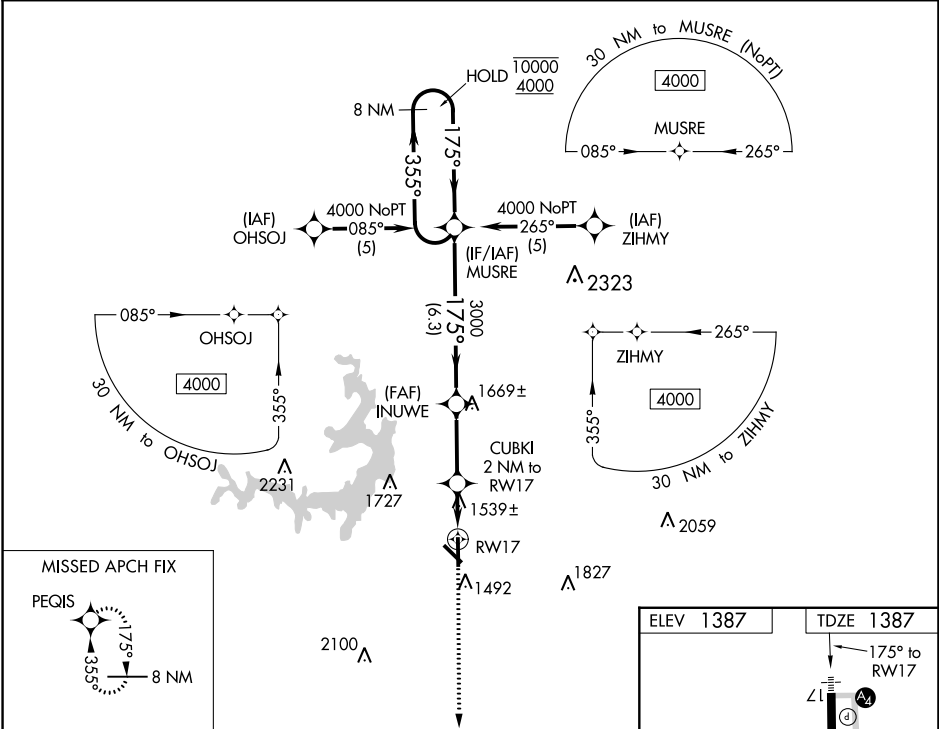 30 NM to MUSRE (NoPT)
4000
MUSRE
085°
265°
HOLD
10000
4000
8 NM
175°
355°
(IAF)
OHSOJ
4000 NoPT
085°
(5)
4000 NoPT
265°
(5)
(IAF)
ZIHMY
(IF/IAF)
MUSRE
2323
3000
175°
(6.3)
085°
OHSOJ
4000
355°
30 NM to OHSOJ
265°
ZIHMY
4000
355°
30 NM to ZIHMY
(FAF)
INUWE
1669±
CUBKI
2 NM to
RW17
2231
1727
1539±
2059
RW17
1492
1827
2100
MISSED APCH FIX
PEQIS
175°
355°
8 NM
ELEV 1387
TDZE 1387
175° to
RW17
17
A4
P